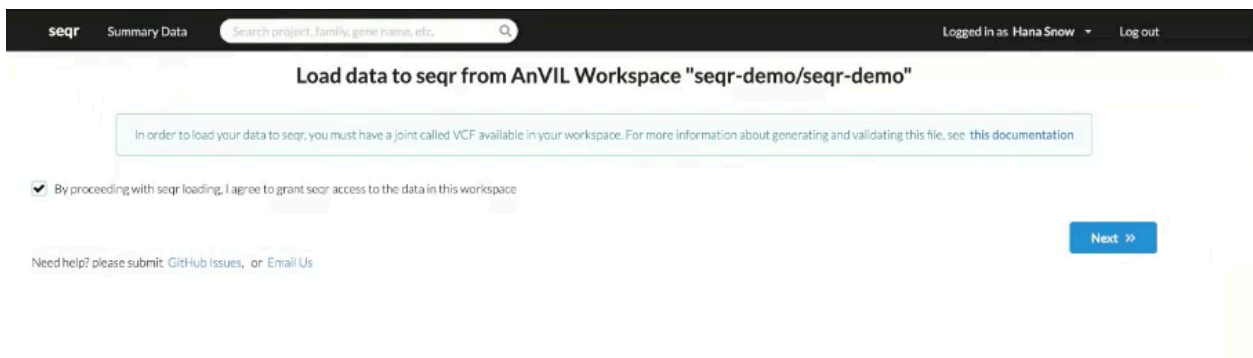 seqr Summary Data Search project, family, gene name, etc. Logged in as Hana Snow Log out
Load data to seqr from AnVIL Workspace "seqr-demo/seqr-demo"
In order to load your data to seqr, you must have a joint called VCF available in your workspace. For more information about generating and validating this file, see this documentation
By proceeding with seqr loading, I agree to grant seqr access to the data in this workspace
Next »
Need help? please submit GitHub Issues, or Email Us